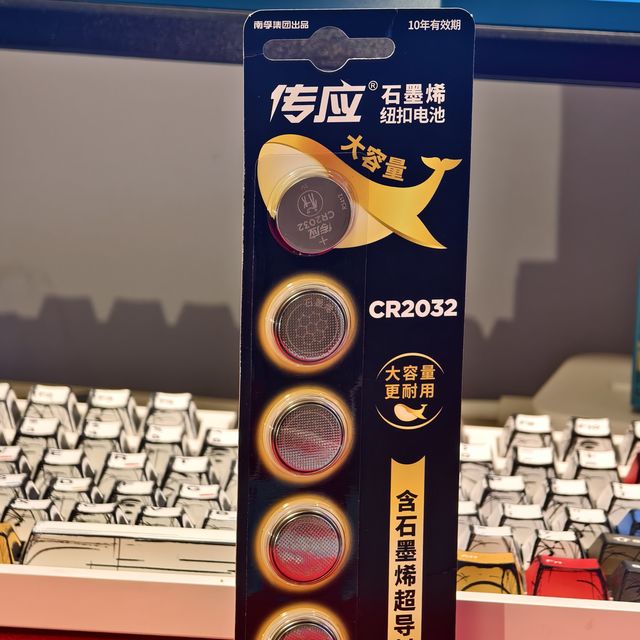 南孚集团出品
10年有效期
传应®
石墨烯
纽扣电池
大容量
传应
CR2032
+
CR2032
大容量
更耐用
含石墨烯超导